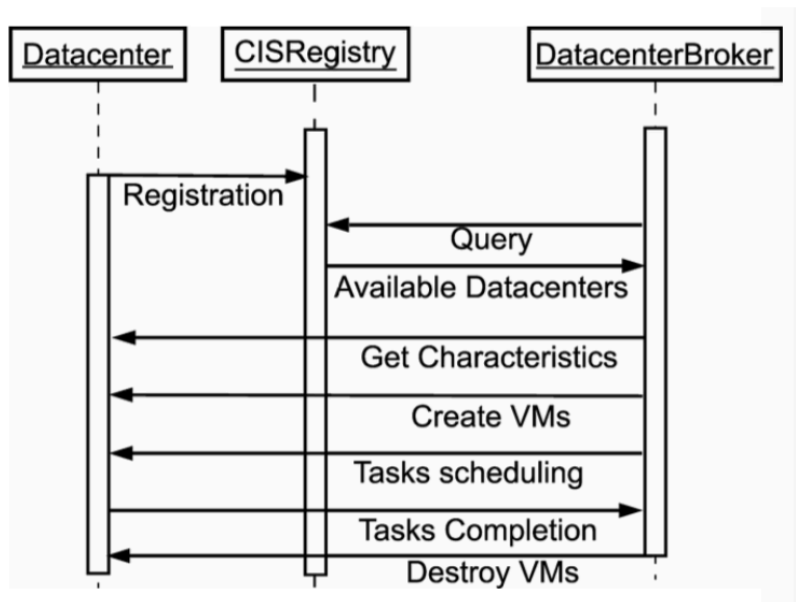 Datacenter
CISRegistry
DatacenterBroker
Registration
Query
Available Datacenters
Get Characteristics
Create VMs
Tasks scheduling
Tasks Completion
Destroy VMs